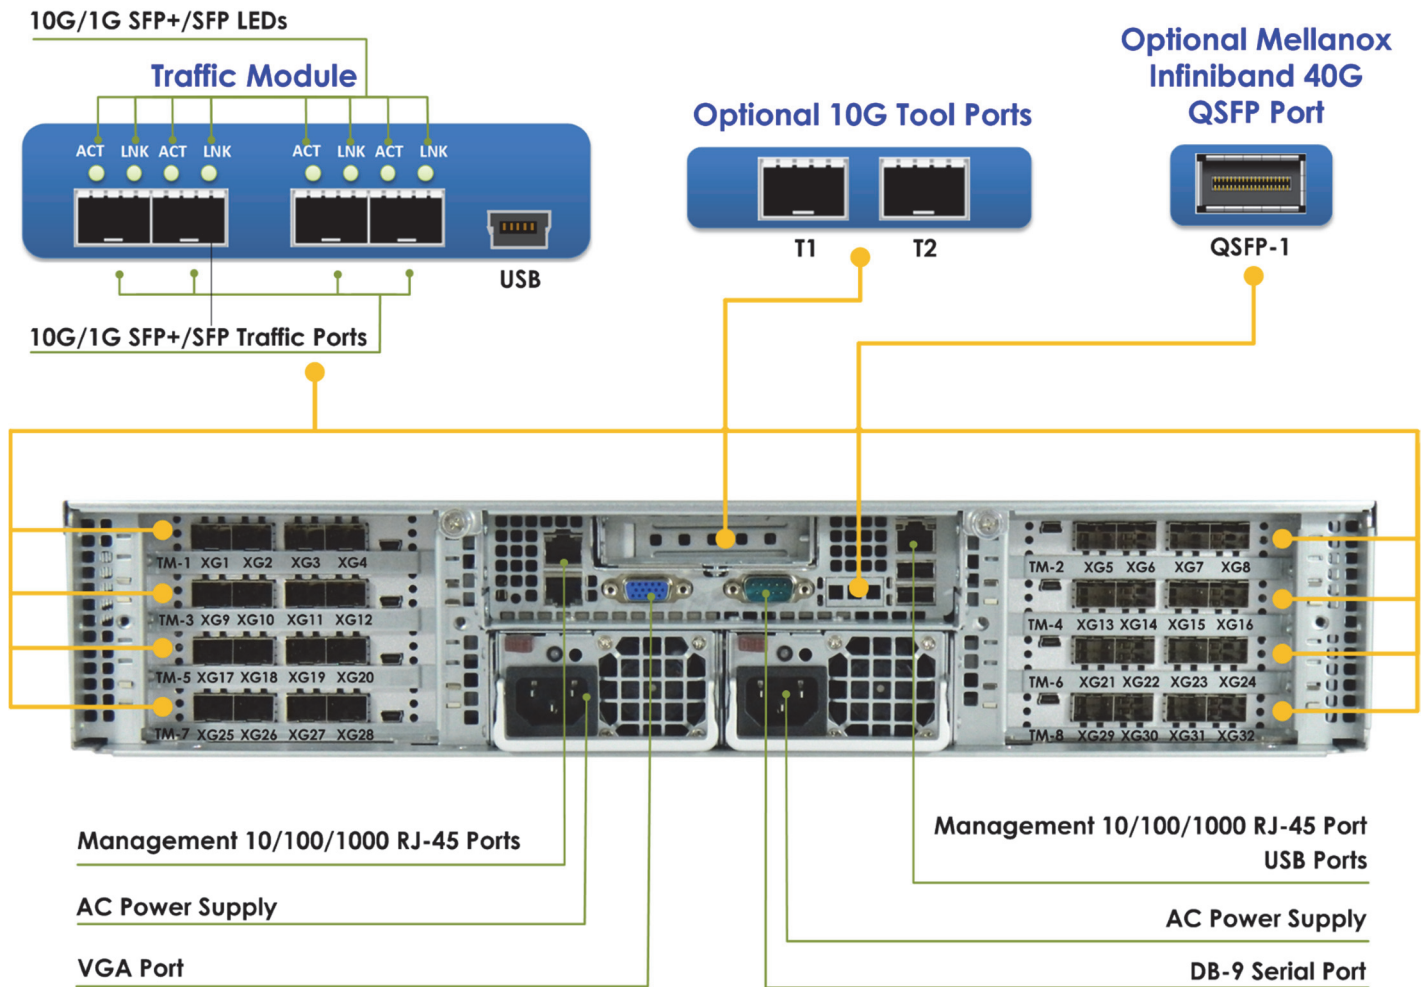 10G/1G SFP+/SFP LEDs
Traffic Module
ACT LNK ACT LNK ACT LNK ACT LNK
USB
10G/1G SFP+/SFP Traffic Ports
Optional 10G Tool Ports
T1 T2
Optional Mellanox
Infiniband 40G
QSFP Port
QSFP-1
TM-1 XG1 XG2 XG3 XG4
TM-3 XG9 XG10 XG11 XG12
TM-5 XG17 XG18 XG19 XG20
TM-7 XG25 XG26 XG27 XG28
TM-2 XG5 XG6 XG7 XG8
TM-4 XG13 XG14 XG15 XG16
TM-6 XG21 XG22 XG23 XG24
TM-8 XG29 XG30 XG31 XG32
Management 10/100/1000 RJ-45 Ports
AC Power Supply
VGA Port
Management 10/100/1000 RJ-45 Port
USB Ports
AC Power Supply
DB-9 Serial Port